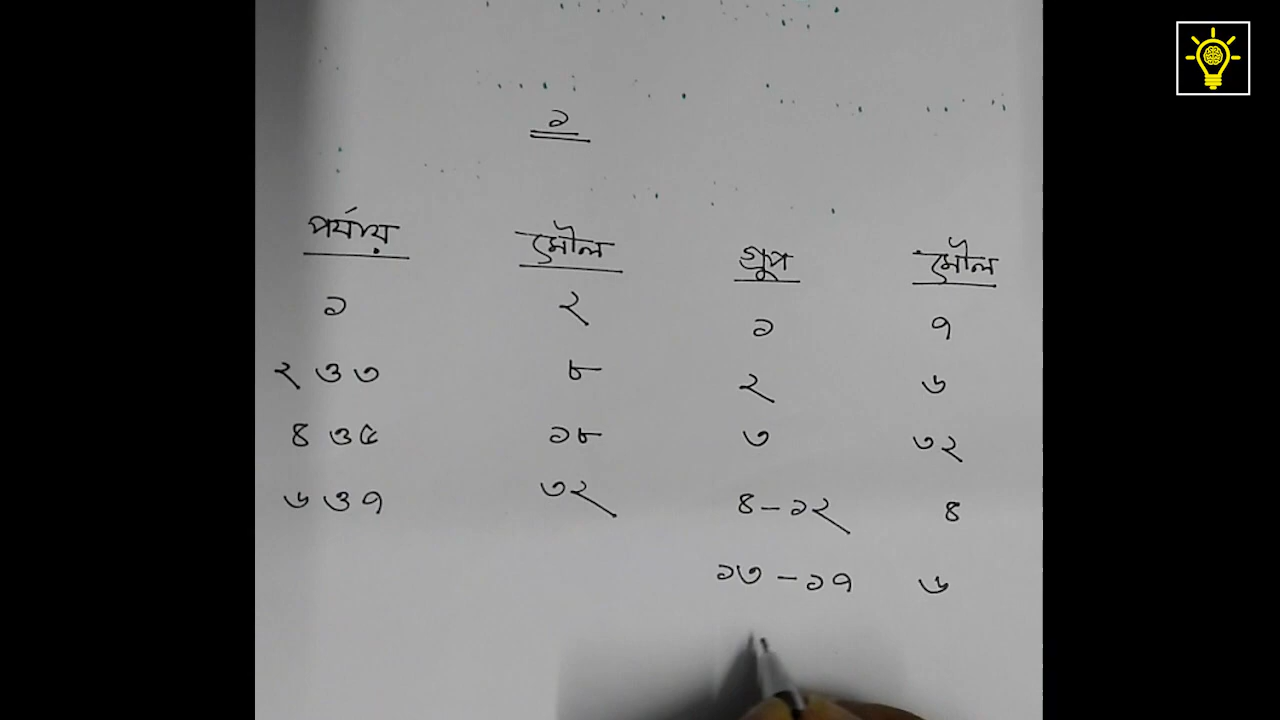 ১
পর্যায় মৌল গ্রুপ মৌল
১ ২ ১ ৭
২ ও ৩ ৮ ২ ৬
৪ ও ৫ ১৮ ৩ ৩২
৬ ও ৭ ৩২ ৪-১২ ৪
১৩-১৭ ৬